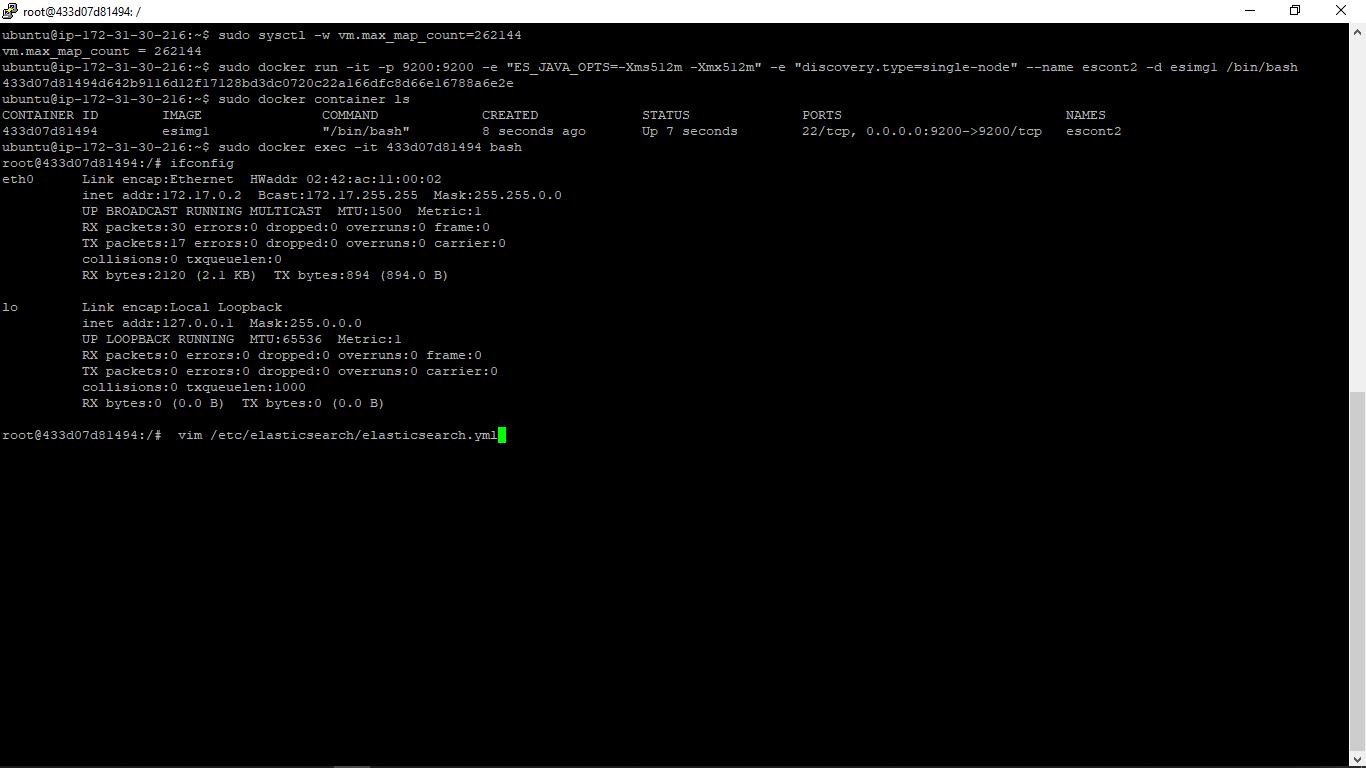 root@433d07d81494: /
ubuntu@ip-172-31-30-216:~$ sudo sysctl -w vm.max_map_count=262144
vm.max_map_count = 262144
ubuntu@ip-172-31-30-216:~$ sudo docker run -it -p 9200:9200 -e "ES_JAVA_OPTS=-Xms512m -Xmx512m" -e "discovery.type=single-node" --name escont2 -d esimg1 /bin/bash
433d07d81494d642b9116d12f17128bd3dc0720c22a166dfc8d66e16788a6e2e
ubuntu@ip-172-31-30-216:~$ sudo docker container ls
CONTAINER ID        IMAGE               COMMAND             CREATED             STATUS              PORTS                            NAMES
433d07d81494        esimg1              "/bin/bash"         8 seconds ago       Up 7 seconds        22/tcp, 0.0.0.0:9200->9200/tcp   escont2
ubuntu@ip-172-31-30-216:~$ sudo docker exec -it 433d07d81494 bash
root@433d07d81494:/# ifconfig
eth0      Link encap:Ethernet  HWaddr 02:42:ac:11:00:02
          inet addr:172.17.0.2  Bcast:172.17.255.255  Mask:255.255.0.0
          UP BROADCAST RUNNING MULTICAST  MTU:1500  Metric:1
          RX packets:30 errors:0 dropped:0 overruns:0 frame:0
          TX packets:17 errors:0 dropped:0 overruns:0 carrier:0
          collisions:0 txqueuelen:0
          RX bytes:2120 (2.1 KB)  TX bytes:894 (894.0 B)
lo        Link encap:Local Loopback
          inet addr:127.0.0.1  Mask:255.0.0.0
          UP LOOPBACK RUNNING  MTU:65536  Metric:1
          RX packets:0 errors:0 dropped:0 overruns:0 frame:0
          TX packets:0 errors:0 dropped:0 overruns:0 carrier:0
          collisions:0 txqueuelen:1000
          RX bytes:0 (0.0 B)  TX bytes:0 (0.0 B)
root@433d07d81494:/#  vim /etc/elasticsearch/elasticsearch.yml